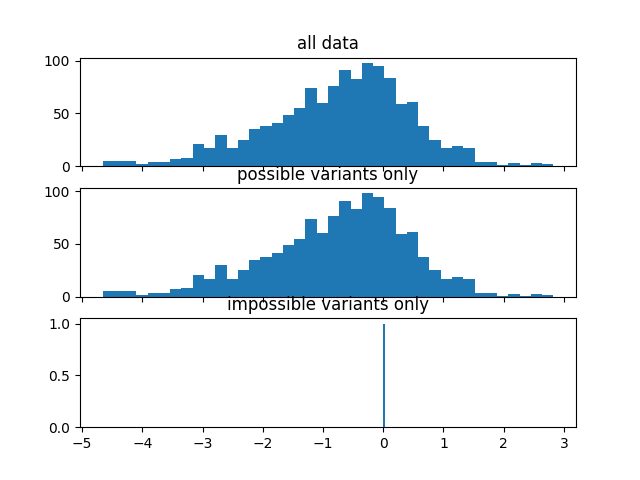 all data
100
50
0
possible variants only
100
50
0
impossible variants only
1.0
0.5
0.0
−5 −4 −3 −2 −1 0 1 2 3